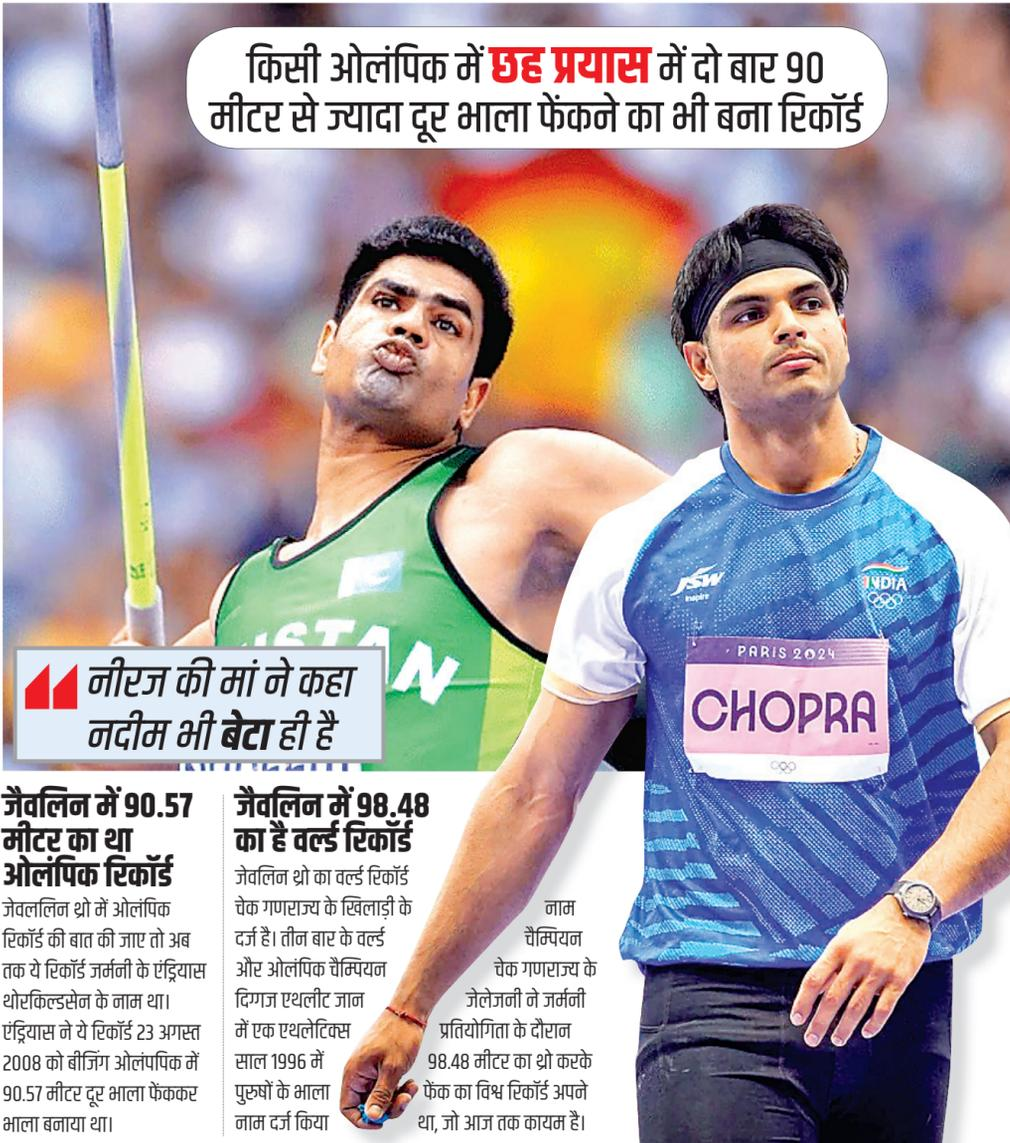 किसी ओलंपिक में छह प्रयास में दो बार 90
मीटर से ज्यादा दूर भाला फेंकने का भी बना रिकॉर्ड
JSW
inspire
INDIA
STAN
PARIS 2024
CHOPRA
नीरज की मां ने कहा
नदीम भी बेटा ही है
जैवलिन में 90.57
मीटर का था
ओलंपिक रिकॉर्ड
जेवललिन थ्रो में ओलंपिक
रिकॉर्ड की बात की जाए तो अब
तक ये रिकॉर्ड जर्मनी के एंड्रियास
थोरकिल्डसेन के नाम था।
एंड्रियास ने ये रिकॉर्ड 23 अगस्त
2008 को बीजिंग ओलंपपिक में
90.57 मीटर दूर भाला फेंककर
भाला बनाया था।
जैवलिन में 98.48
का है वर्ल्ड रिकॉर्ड
जेवलिन थ्रो का वर्ल्ड रिकॉर्ड
चेक गणराज्य के खिलाड़ी के नाम
दर्ज है। तीन बार के वर्ल्ड चैम्पियन
और ओलंपिक चैम्पियन चेक गणराज्य के
दिग्गज एथलीट जान जेलेजनी ने जर्मनी
में एक एथलेटिक्स प्रतियोगिता के दौरान
साल 1996 में 98.48 मीटर का थ्रो करके
पुरुषों के भाला फेंक का विश्व रिकॉर्ड अपने
नाम दर्ज किया था, जो आज तक कायम है।